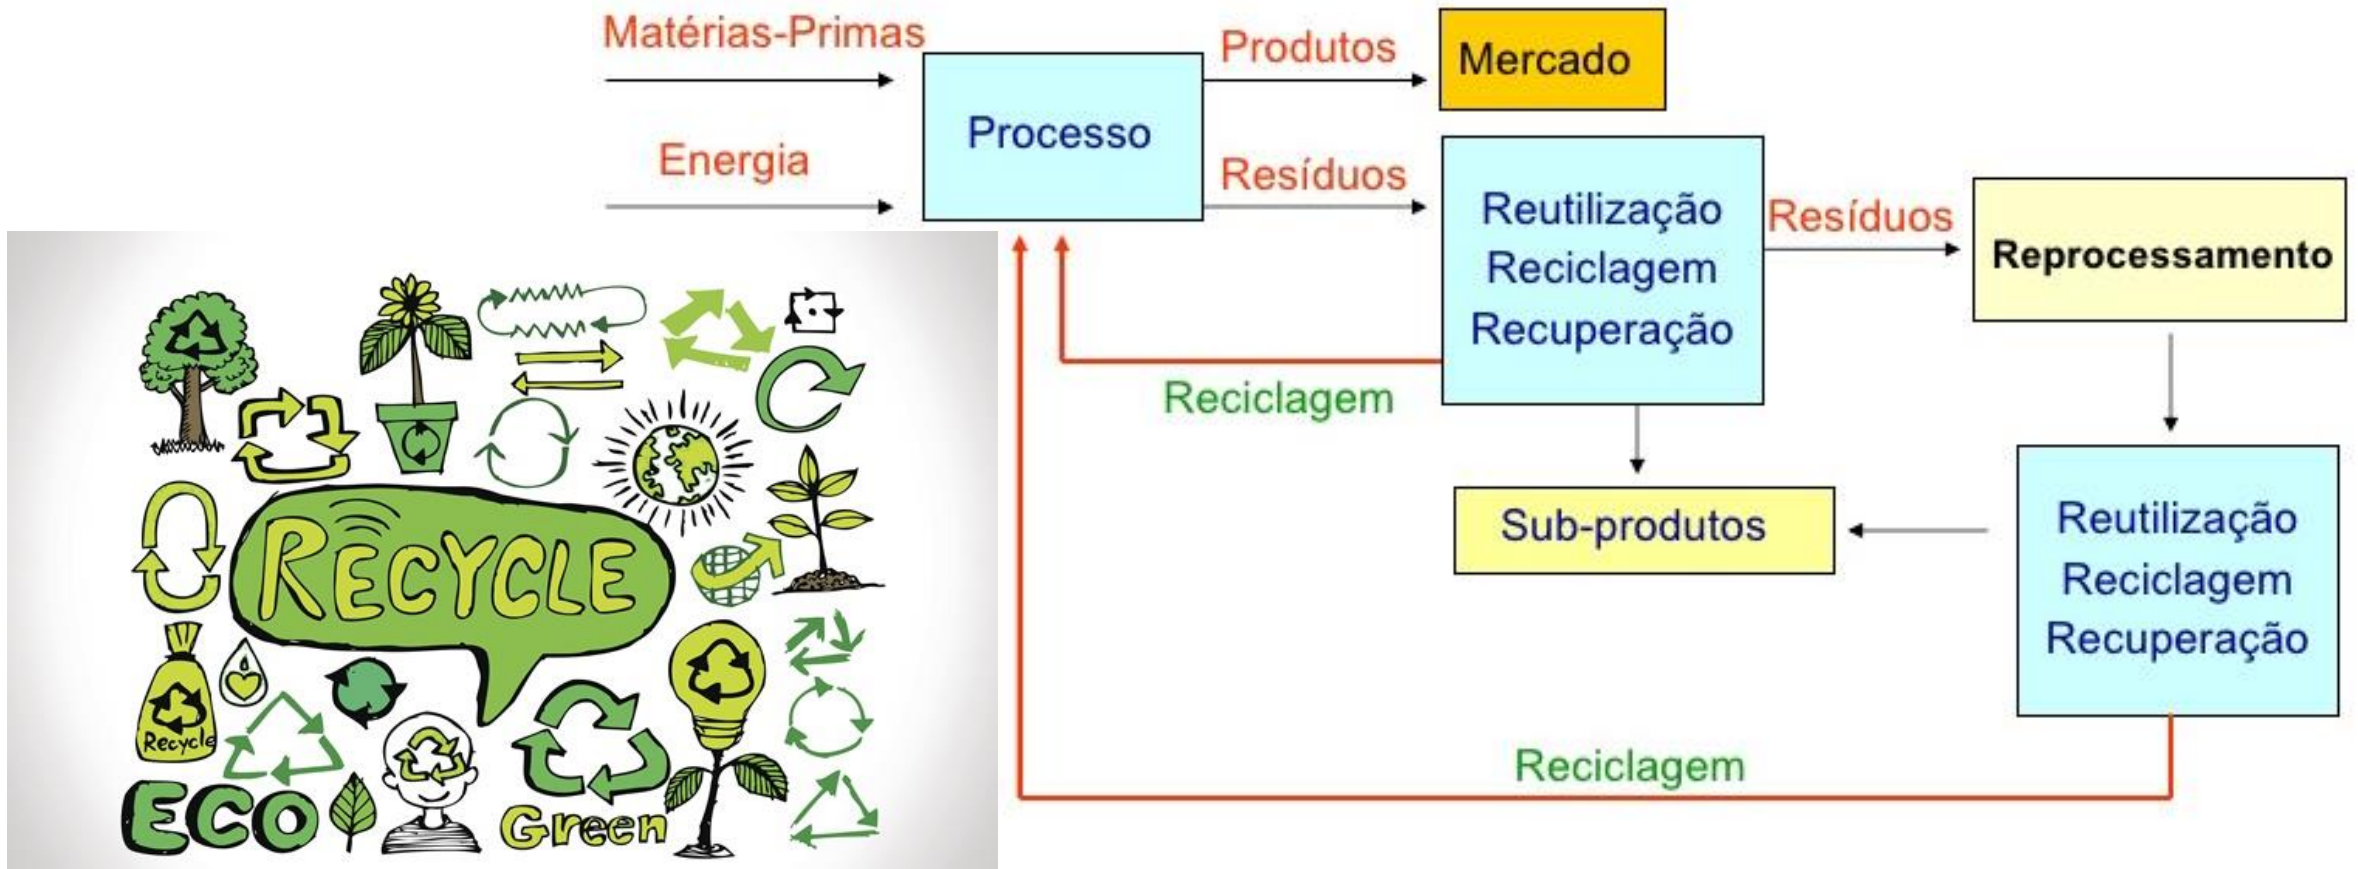 Matérias-Primas
Energia
Processo
Produtos
Resíduos
Mercado
Reutilização
Reciclagem
Recuperação
Resíduos
Reprocessamento
Reciclagem
Sub-produtos
Reutilização
Reciclagem
Recuperação
Reciclagem
RECYCLE
Recycle
ECO
Green